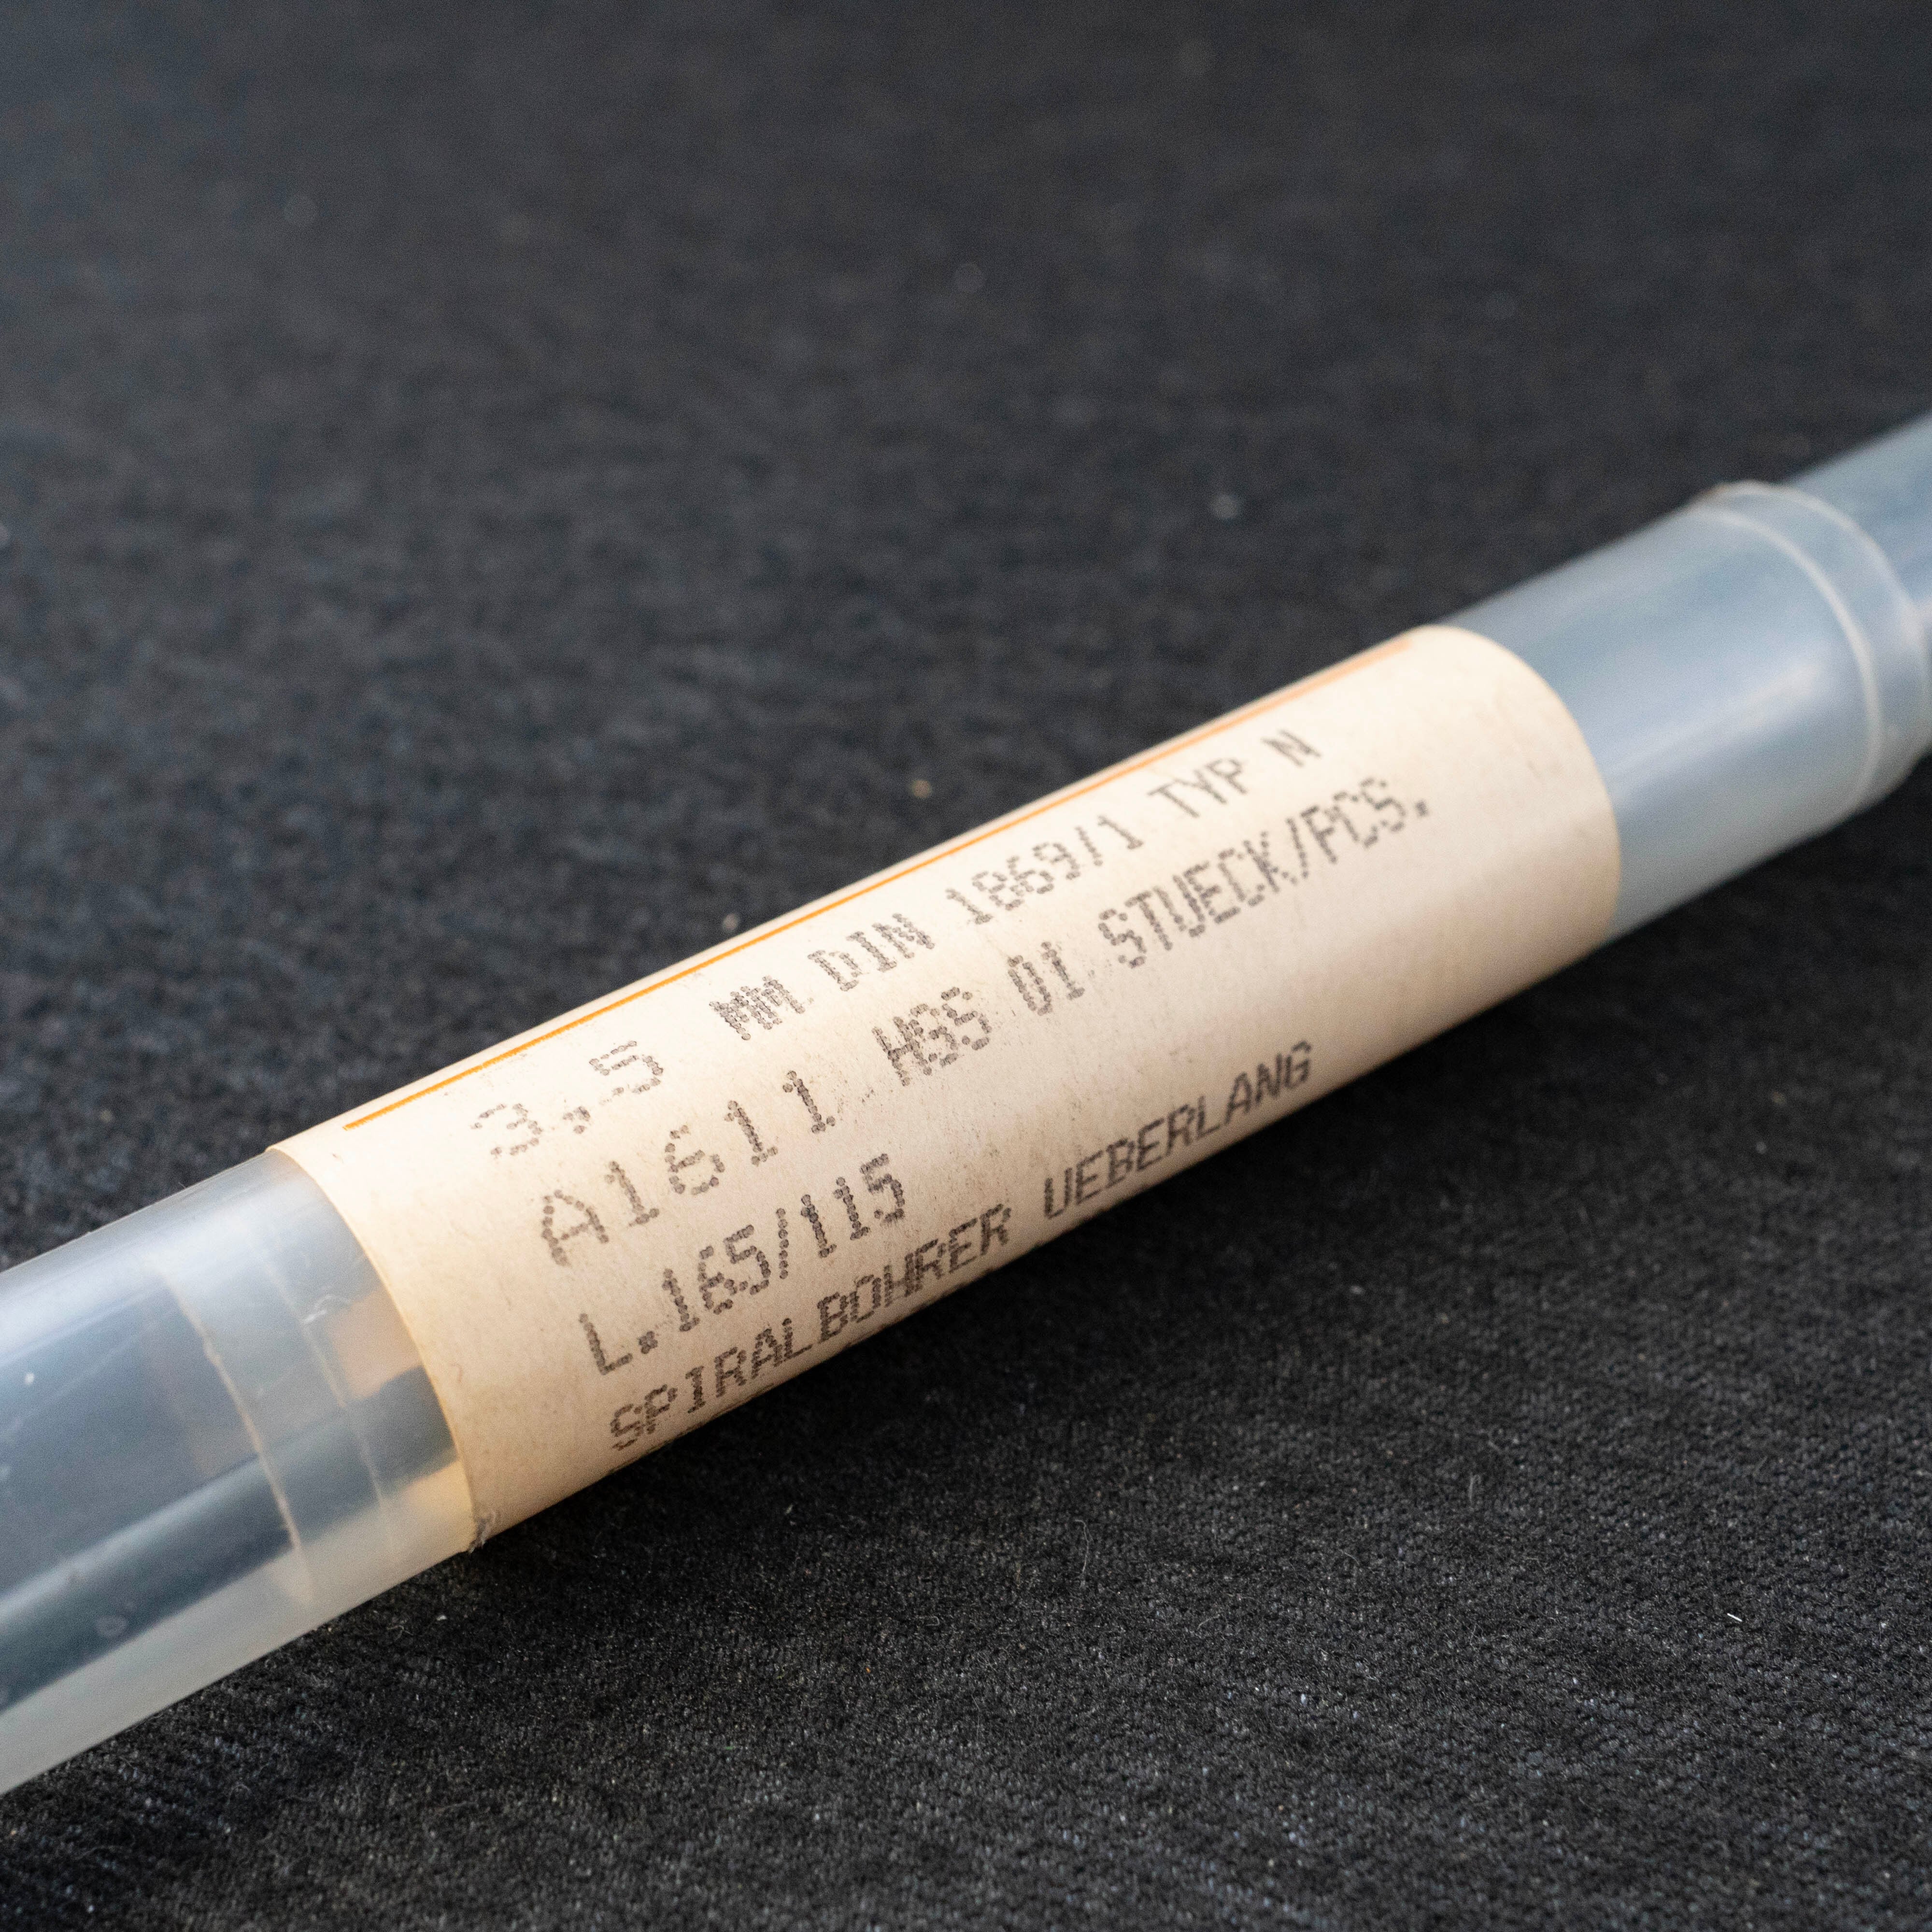 3,5 MM DIN 1869/1 TYP N
A1611 HSS 01 STUECK/PCS.
L.165/115
SPIRALBOHRER UEBERLANG